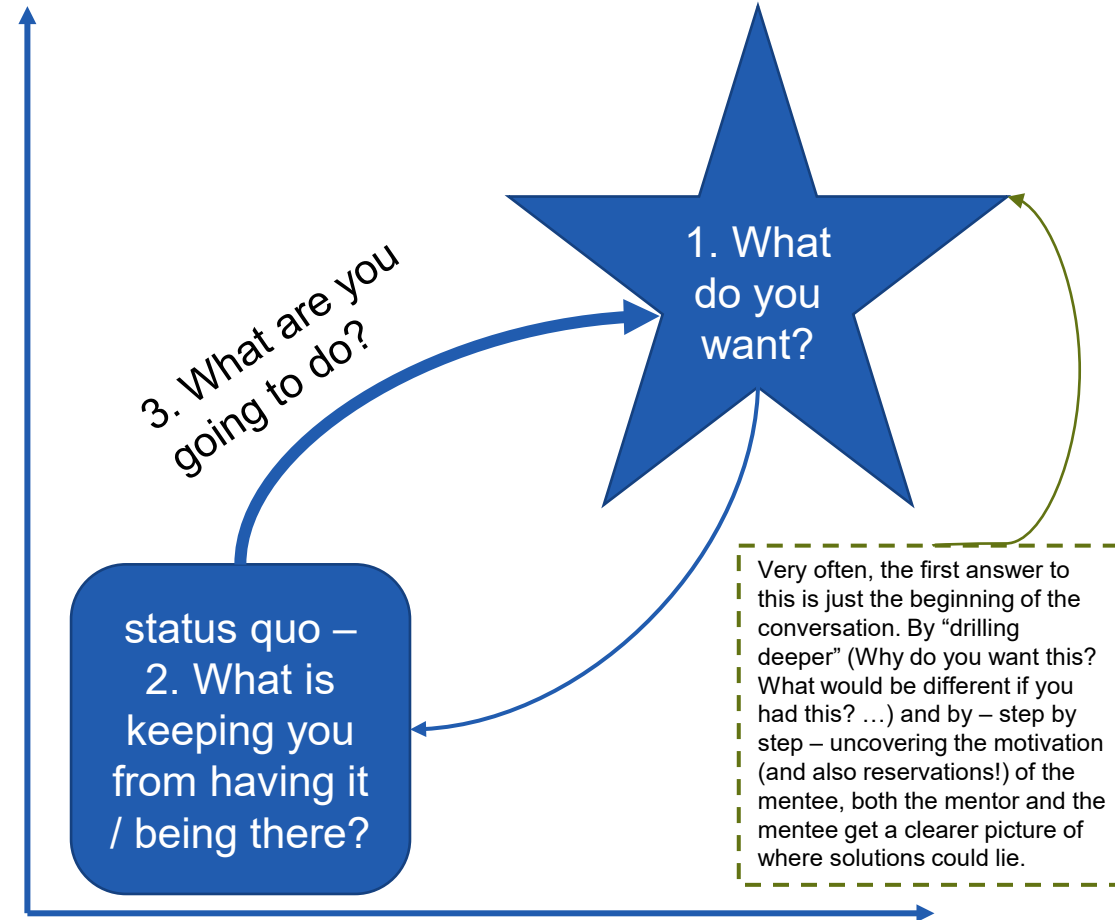 1. What
do you
want?
3. What are you
going to do?
status quo –
2. What is
keeping you
from having it
/ being there?
Very often, the first answer to
this is just the beginning of the
conversation. By “drilling
deeper” (Why do you want this?
What would be different if you
had this? …) and by – step by
step – uncovering the motivation
(and also reservations!) of the
mentee, both the mentor and the
mentee get a clearer picture of
where solutions could lie.